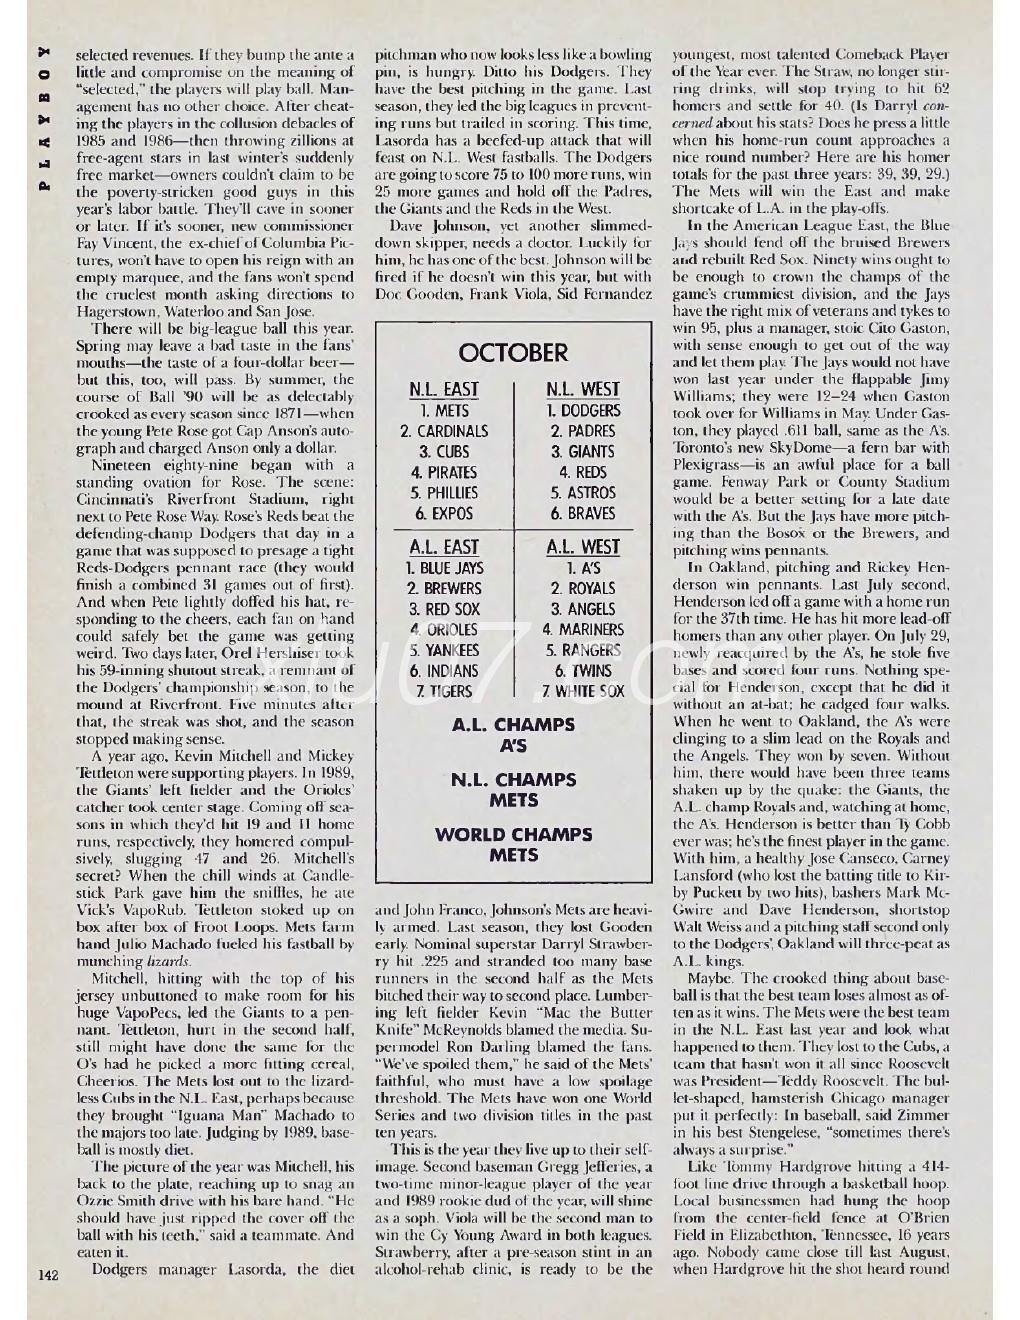 PLAYBOY
selected revenues. If they bump the ante a
little and compromise on the meaning of
"selected," the players will play ball. Man-
agement has no other choice. After cheat-
ing the players in the collusion debacles of
1985 and 1986—then throwing zillions at
free-agent stars in last winter's suddenly
free market—owners couldn't claim to be
the poverty-stricken good guys in this
year's labor battle. They'll cave in sooner
or later. If it's sooner, new commissioner
Fay Vincent, the ex-chief of Columbia Pic-
tures, won't have to open his reign with an
empty marquee, and the fans won't spend
the cruelest month asking directions to
Hagerstown, Waterloo and San Jose.
There will be big-league ball this year.
Spring may leave a bad taste in the fans'
mouths—the taste of a four-dollar beer—
but this, too, will pass. By summer, the
course of Ball '90 will be as delectably
crooked as every season since 1871—when
the young Pete Rose got Cap Anson's auto-
graph and charged Anson only a dollar.
Nineteen eighty-nine began with a
standing ovation for Rose. The scene:
Cincinnati's Riverfront Stadium, right
next to Pete Rose Way. Rose's Reds beat the
defending-champ Dodgers that day in a
game that was supposed to presage a tight
Reds-Dodgers pennant race (they would
finish a combined 31 games out of first).
And when Pete lightly doffed his hat, re-
sponding to the cheers, each fan on hand
could safely bet the game was getting
weird. Two days later, Orel Hershiser took
his 59-inning shutout streak, a remnant of
the Dodgers' championship season, to the
mound at Riverfront. Five minutes after
that, the streak was shot, and the season
stopped making sense.
A year ago, Kevin Mitchell and Mickey
Tettleton were supporting players. In 1989,
the Giants' left fielder and the Orioles'
catcher took center stage. Coming off sea-
sons in which they'd hit 19 and 11 home
runs, respectively, they homered compul-
sively, slugging 47 and 26. Mitchell's
secret? When the chill winds at Candle-
stick Park gave him the sniffles, he ate
Vick's VapoRub. Tettleton stoked up on
box after box of Froot Loops. Mets farm
hand Julio Machado fueled his fastball by
munching lizards.
Mitchell, hitting with the top of his
jersey unbuttoned to make room for his
huge VapoPecs, led the Giants to a pen-
nant. Tettleton, hurt in the second half,
still might have done the same for the
O's had he picked a more fitting cereal,
Cheerios. The Mets lost out to the lizard-
less Cubs in the N.L. East, perhaps because
they brought "Iguana Man" Machado to
the majors too late. Judging by 1989, base-
ball is mostly diet.
The picture of the year was Mitchell, his
back to the plate, reaching up to snag an
Ozzie Smith drive with his bare hand. "He
should have just ripped the cover off the
ball with his teeth," said a teammate. And
eaten it.
Dodgers manager Lasorda, the diet
142
pitchman who now looks less like a bowling
pin, is hungry. Ditto his Dodgers. They
have the best pitching in the game. Last
season, they led the big leagues in prevent-
ing runs but trailed in scoring. This time,
Lasorda has a beefed-up attack that will
feast on N.L. West fastballs. The Dodgers
are going to score 75 to 100 more runs, win
25 more games and hold off the Padres,
the Giants and the Reds in the West.
Dave Johnson, yet another slimmed-
down skipper, needs a doctor. Luckily for
him, he has one of the best. Johnson will be
fired if he doesn't win this year, but with
Doc Gooden, Frank Viola, Sid Fernandez
OCTOBER
N.L. EAST
1. METS
2. CARDINALS
3. CUBS
4. PIRATES
5. PHILLIES
6. EXPOS
N.L. WEST
1. DODGERS
2. PADRES
3. GIANTS
4. REDS
5. ASTROS
6. BRAVES
A.L. EAST
1. BLUE JAYS
2. BREWERS
3. RED SOX
4. ORIOLES
5. YANKEES
6. INDIANS
7. TIGERS
A.L. WEST
1. A'S
2. ROYALS
3. ANGELS
4. MARINERS
5. RANGERS
6. TWINS
7. WHITE SOX
A.L. CHAMPS
A'S
N.L. CHAMPS
METS
WORLD CHAMPS
METS
and John Franco, Johnson's Mets are heavi-
ly armed. Last season, they lost Gooden
early. Nominal superstar Darryl Strawber-
ry hit .225 and stranded too many base
runners in the second half as the Mets
bitched their way to second place. Lumber-
ing left fielder Kevin "Mac the Butter
Knife" McReynolds blamed the media. Su-
permodel Ron Darling blamed the fans.
"We've spoiled them," he said of the Mets'
faithful, who must have a low spoilage
threshold. The Mets have won one World
Series and two division titles in the past
ten years.
This is the year they live up to their self-
image. Second baseman Gregg Jefferies, a
two-time minor-league player of the year
and 1989 rookie dud of the year, will shine
as a soph. Viola will be the second man to
win the Cy Young Award in both leagues.
Strawberry, after a pre-season stint in an
alcohol-rehab clinic, is ready to be the
youngest, most talented Comeback Player
of the Year ever. The Straw, no longer stir-
ring drinks, will stop trying to hit 62
homers and settle for 40. (Is Darryl con-
cerned about his stats? Does he press a little
when his home-run count approaches a
nice round number? Here are his homer
totals for the past three years: 39, 39, 29.)
The Mets will win the East and make
shortcake of L.A. in the play-offs.
In the American League East, the Blue
Jays should fend off the bruised Brewers
and rebuilt Red Sox. Ninety wins ought to
be enough to crown the champs of the
game's crummiest division, and the Jays
have the right mix of veterans and tykes to
win 95, plus a manager, stoic Cito Gaston,
with sense enough to get out of the way
and let them play. The Jays would not have
won last year under the flappable Jimy
Williams; they were 12–24 when Gaston
took over for Williams in May. Under Gas-
ton, they played .611 ball, same as the A's.
Toronto's new SkyDome—a fern bar with
Plexigrass—is an awful place for a ball
game. Fenway Park or County Stadium
would be a better setting for a late date
with the A's. But the Jays have more pitch-
ing than the Bosox or the Brewers, and
pitching wins pennants.
In Oakland, pitching and Rickey Hen-
derson win pennants. Last July second,
Henderson led off a game with a home run
for the 37th time. He has hit more lead-off
homers than any other player. On July 29,
newly reacquired by the A's, he stole five
bases and scored four runs. Nothing spe-
cial for Henderson, except that he did it
without an at-bat; he cadged four walks.
When he went to Oakland, the A's were
clinging to a slim lead on the Royals and
the Angels. They won by seven. Without
him, there would have been three teams
shaken up by the quake: the Giants, the
A.L. champ Royals and, watching at home,
the A's. Henderson is better than Ty Cobb
ever was; he's the finest player in the game.
With him, a healthy Jose Canseco, Carney
Lansford (who lost the batting title to Kir-
by Puckett by two hits), bashers Mark Mc-
Gwire and Dave Henderson, shortstop
Walt Weiss and a pitching staff second only
to the Dodgers', Oakland will three-peat as
A.L. kings.
Maybe. The crooked thing about base-
ball is that the best team loses almost as of-
ten as it wins. The Mets were the best team
in the N.L. East last year and look what
happened to them. They lost to the Cubs, a
team that hasn't won it all since Roosevelt
was President—Teddy Roosevelt. The bul-
let-shaped, hamsterish Chicago manager
put it perfectly: In baseball, said Zimmer
in his best Stengelese, "sometimes there's
always a surprise."
Like Tommy Hardgrove hitting a 414-
foot line drive through a basketball hoop.
Local businessmen had hung the hoop
from the center-field fence at O'Brien
Field in Elizabethton, Tennessee, 16 years
ago. Nobody came close till last August,
when Hardgrove hit the shot heard round